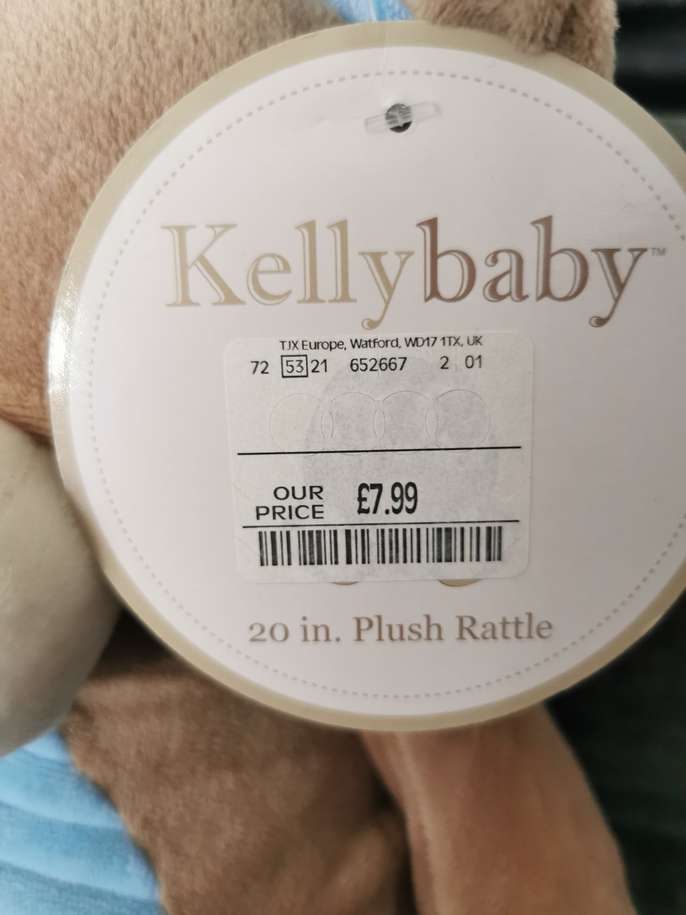 Kellybaby™
TJX Europe, Watford, WD17 1TX, UK
72 53 21 652667 2 01
OUR PRICE £7.99
20 in. Plush Rattle